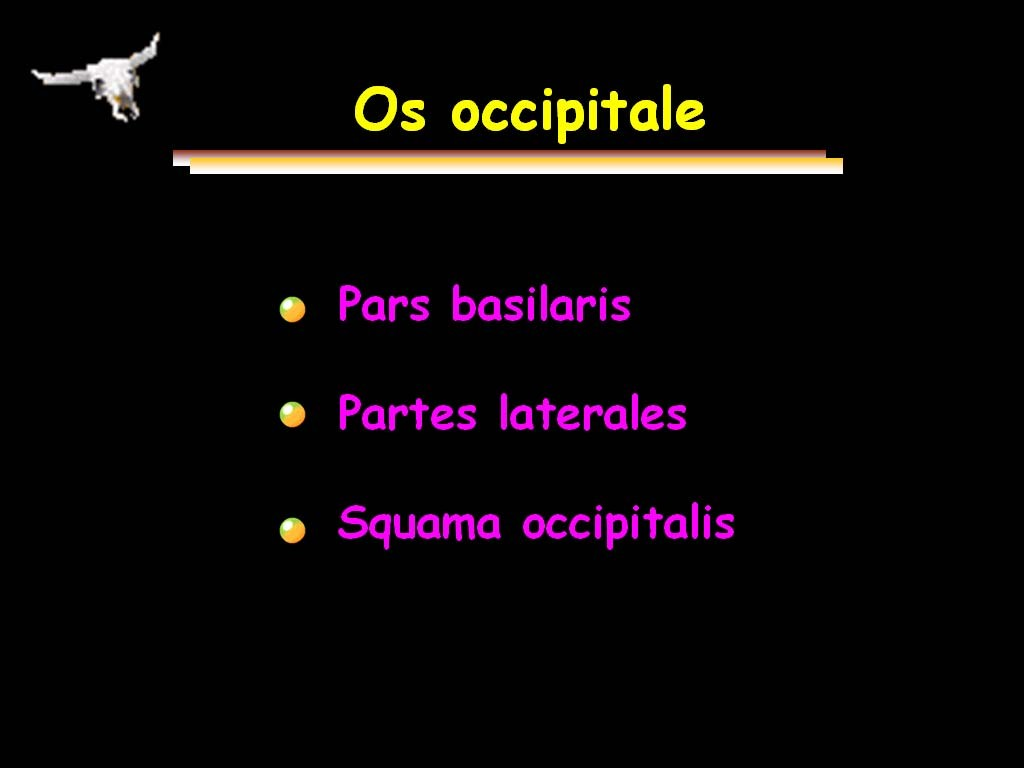 Os occipitale
Pars basilaris
Partes laterales
Squama occipitalis